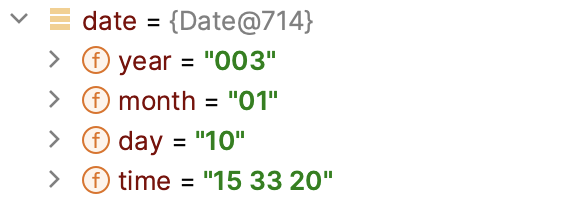 date = {Date@714}
f year = "003"
f month = "01"
f day = "10"
f time = "15 33 20"